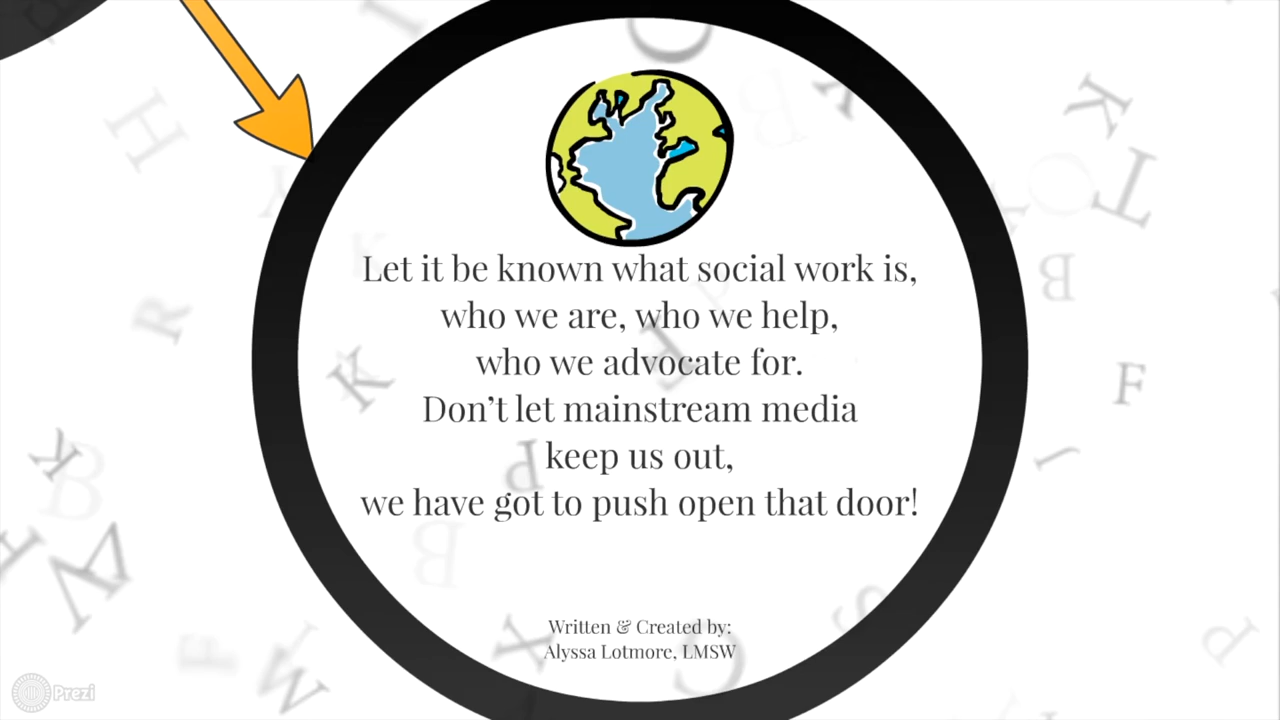 Let it be known what social work is,
who we are, who we help,
who we advocate for.
Don’t let mainstream media
keep us out,
we have got to push open that door!
Written & Created by:
Alyssa Lotmore, LMSW
Prezi